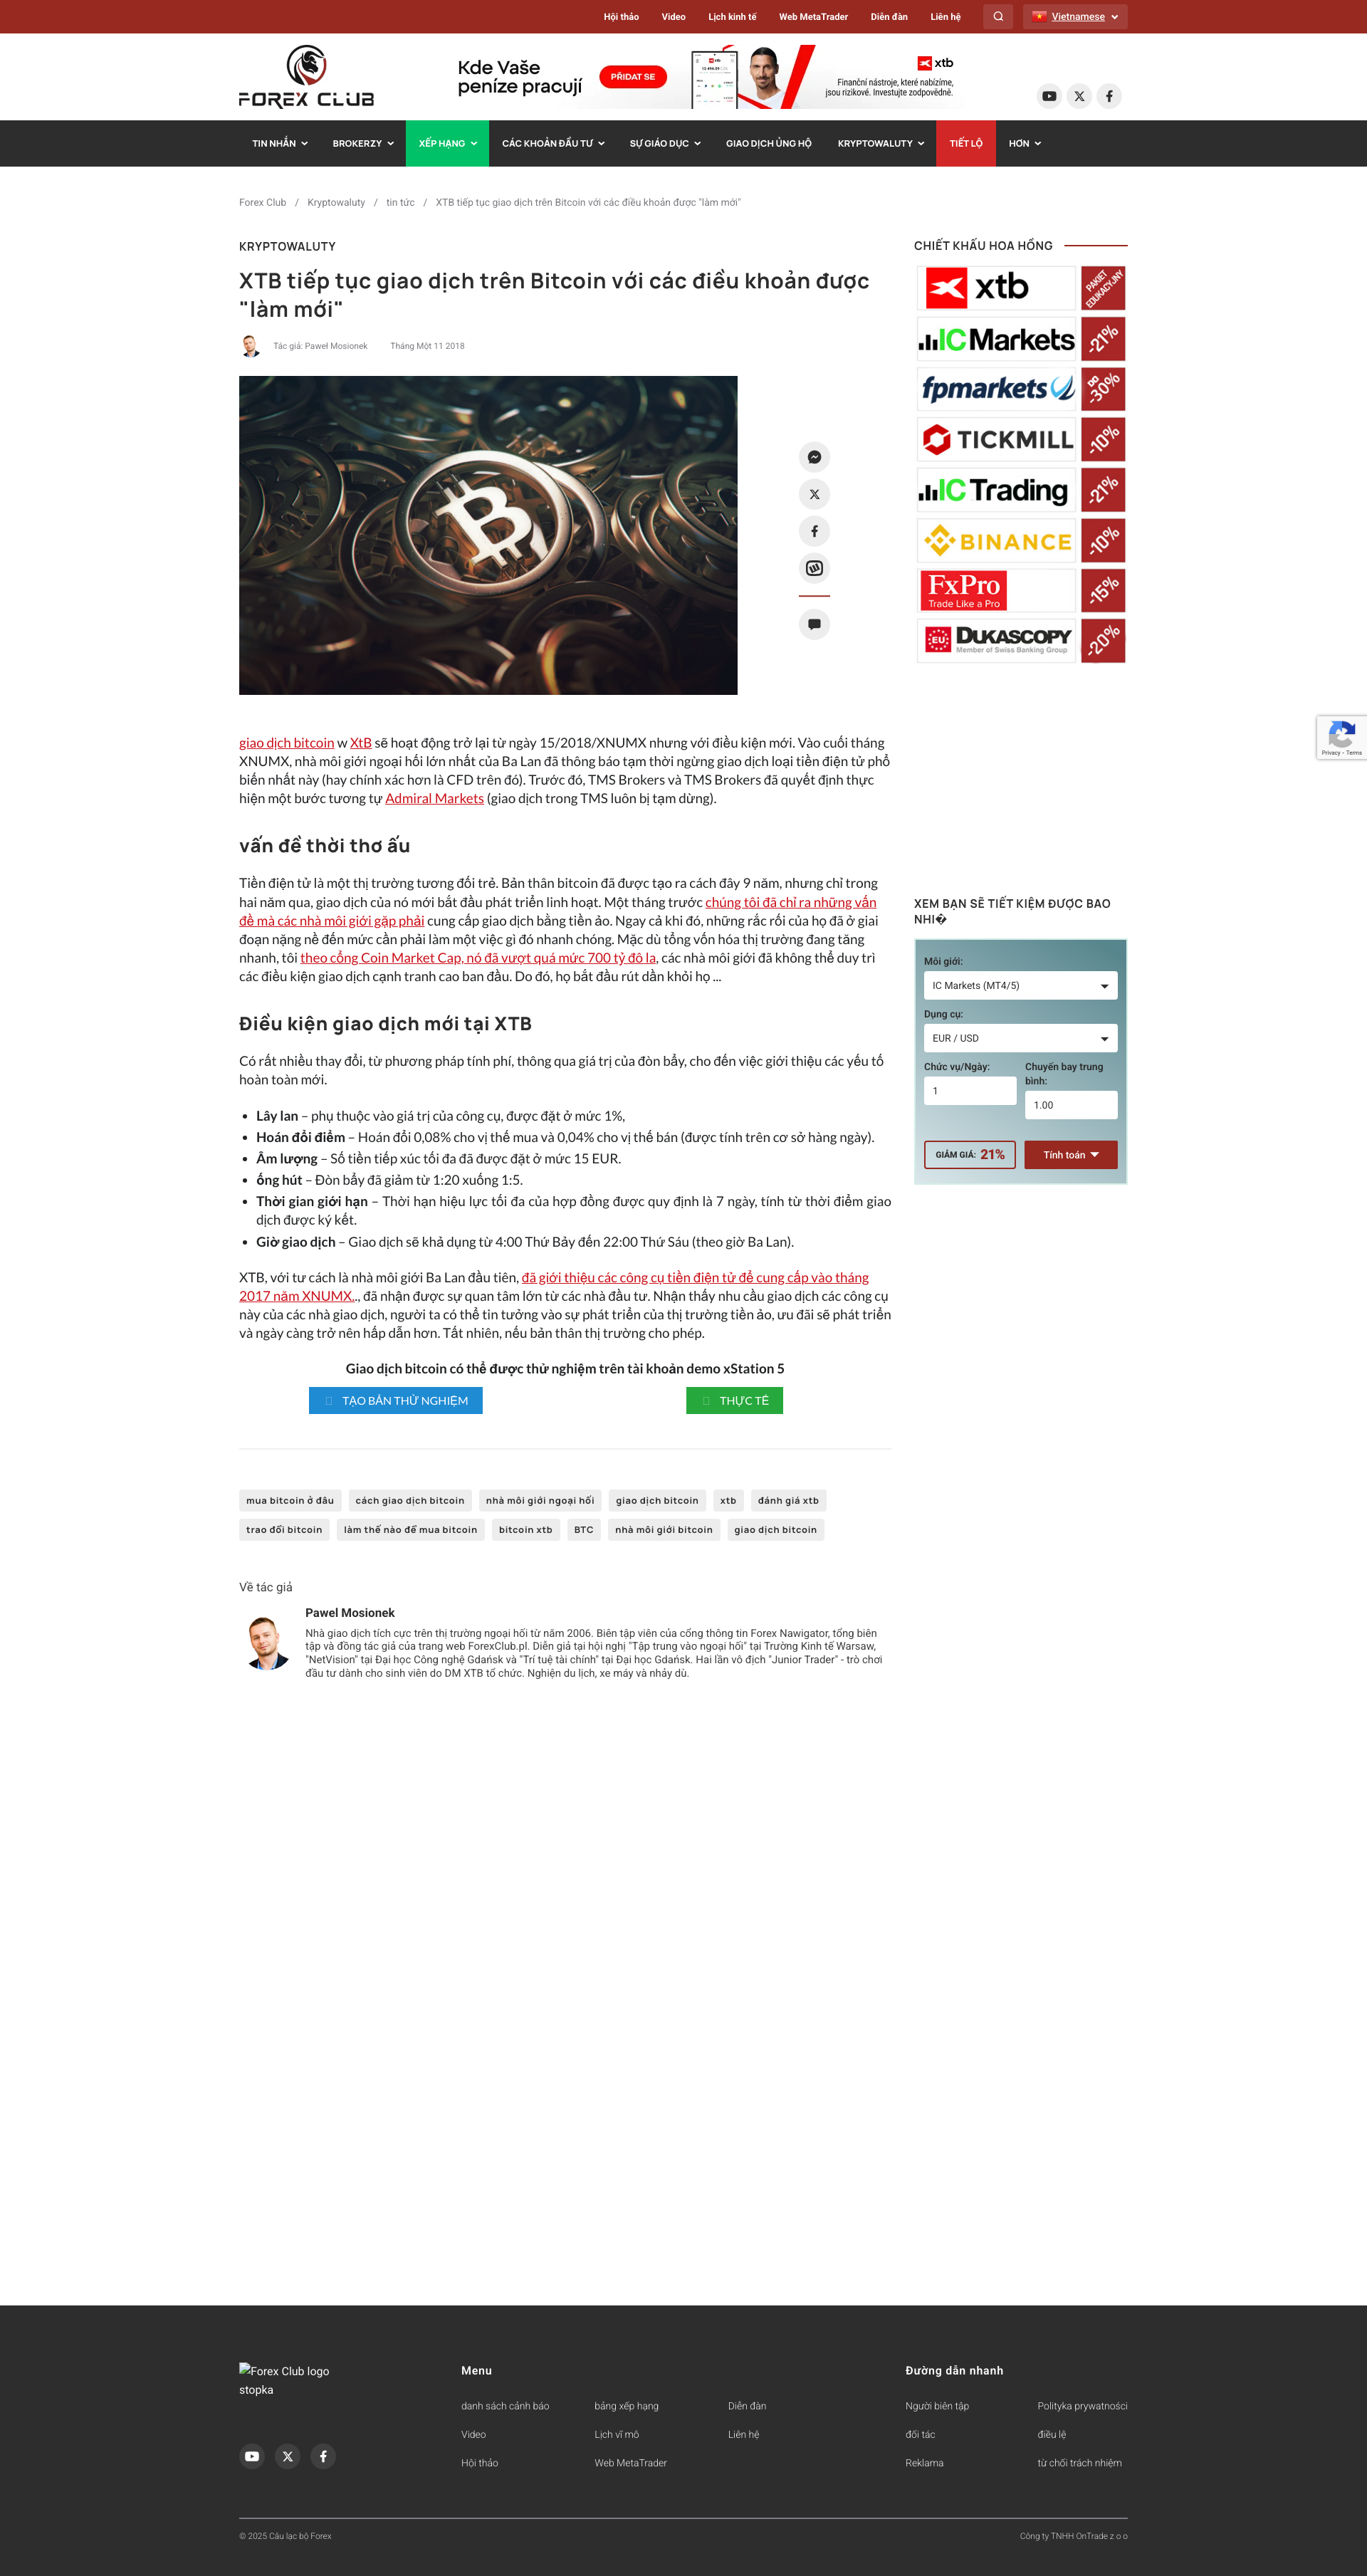 Hội thảo Video Lịch kinh tế Web MetaTrader Diễn đàn Liên hệ Vietnamese
FOREX CLUB
Kde Vaše
peníze pracují
PŘIDAT SE
xtb
Finanční nástroje, které nabízíme,
jsou rizikové. Investujte zodpovědně.
TIN NHẮN BROKERZY XẾP HẠNG CÁC KHOẢN ĐẦU TƯ SỰ GIÁO DỤC GIAO DỊCH ỦNG HỘ KRYPTOWALUTY TIẾT LỘ HƠN
Forex Club / Kryptowaluty / tin tức / XTB tiếp tục giao dịch trên Bitcoin với các điều khoản được "làm mới"
KRYPTOWALUTY
XTB tiếp tục giao dịch trên Bitcoin với các điều khoản được
"làm mới"
Tác giả: Paweł Mosionek Tháng Một 11 2018
giao dịch bitcoin w XtB sẽ hoạt động trở lại từ ngày 15/2018/XNUMX nhưng với điều kiện mới. Vào cuối tháng
XNUMX, nhà môi giới ngoại hối lớn nhất của Ba Lan đã thông báo tạm thời ngừng giao dịch loại tiền điện tử phổ
biến nhất này (hay chính xác hơn là CFD trên đó). Trước đó, TMS Brokers và TMS Brokers đã quyết định thực
hiện một bước tương tự Admiral Markets (giao dịch trong TMS luôn bị tạm dừng).
vấn đề thời thơ ấu
Tiền điện tử là một thị trường tương đối trẻ. Bản thân bitcoin đã được tạo ra cách đây 9 năm, nhưng chỉ trong
hai năm qua, giao dịch của nó mới bắt đầu phát triển linh hoạt. Một tháng trước chúng tôi đã chỉ ra những vấn
đề mà các nhà môi giới gặp phải cung cấp giao dịch bằng tiền ảo. Ngay cả khi đó, những rắc rối của họ đã ở giai
đoạn nặng nề đến mức cần phải làm một việc gì đó nhanh chóng. Mặc dù tổng vốn hóa thị trường đang tăng
nhanh, tôi theo cổng Coin Market Cap, nó đã vượt quá mức 700 tỷ đô la, các nhà môi giới đã không thể duy trì
các điều kiện giao dịch cạnh tranh cao ban đầu. Do đó, họ bắt đầu rút dần khỏi họ ...
Điều kiện giao dịch mới tại XTB
Có rất nhiều thay đổi, từ phương pháp tính phí, thông qua giá trị của đòn bẩy, cho đến việc giới thiệu các yếu tố
hoàn toàn mới.
• Lây lan – phụ thuộc vào giá trị của công cụ, được đặt ở mức 1%,
• Hoán đổi điểm – Hoán đổi 0,08% cho vị thế mua và 0,04% cho vị thế bán (được tính trên cơ sở hàng ngày).
• Âm lượng – Số tiền tiếp xúc tối đa đã được đặt ở mức 15 EUR.
• ống hút – Đòn bẩy đã giảm từ 1:20 xuống 1:5.
• Thời gian giới hạn – Thời hạn hiệu lực tối đa của hợp đồng được quy định là 7 ngày, tính từ thời điểm giao
dịch được ký kết.
• Giờ giao dịch – Giao dịch sẽ khả dụng từ 4:00 Thứ Bảy đến 22:00 Thứ Sáu (theo giờ Ba Lan).
XTB, với tư cách là nhà môi giới Ba Lan đầu tiên, đã giới thiệu các công cụ tiền điện tử để cung cấp vào tháng
2017 năm XNUMX.., đã nhận được sự quan tâm lớn từ các nhà đầu tư. Nhận thấy nhu cầu giao dịch các công cụ
này của các nhà giao dịch, người ta có thể tin tưởng vào sự phát triển của thị trường tiền ảo, ưu đãi sẽ phát triển
và ngày càng trở nên hấp dẫn hơn. Tất nhiên, nếu bản thân thị trường cho phép.
Giao dịch bitcoin có thể được thử nghiệm trên tài khoản demo xStation 5
TẠO BẢN THỬ NGHIỆM THỰC TẾ
mua bitcoin ở đâu cách giao dịch bitcoin nhà môi giới ngoại hối giao dịch bitcoin xtb đánh giá xtb
trao đổi bitcoin làm thế nào để mua bitcoin bitcoin xtb BTC nhà môi giới bitcoin giao dịch bitcoin
Về tác giả
Paweł Mosionek
Nhà giao dịch tích cực trên thị trường ngoại hối từ năm 2006. Biên tập viên của cổng thông tin Forex Nawigator, tổng biên
tập và đồng tác giả của trang web ForexClub.pl. Diễn giả tại hội nghị "Tập trung vào ngoại hối" tại Trường Kinh tế Warsaw,
"NetVision" tại Đại học Công nghệ Gdańsk và "Trí tuệ tài chính" tại Đại học Gdańsk. Hai lần vô địch "Junior Trader" - trò chơi
đầu tư dành cho sinh viên do DM XTB tổ chức. Nghiện du lịch, xe máy và nhảy dù.
CHIẾT KHẤU HOA HỒNG
xtb PAKIET EDUKACYJNY
IC Markets -21%
fpmarkets DO -30%
TICKMILL -10%
IC Trading -21%
BINANCE -10%
FxPro Trade Like a Pro -15%
EU DUKASCOPY Member of Swiss Banking Group -20%
Privacy - Terms
XEM BẠN SẼ TIẾT KIỆM ĐƯỢC BAO
NHI�
Môi giới:
IC Markets (MT4/5)
Dụng cụ:
EUR / USD
Chức vụ/Ngày: Chuyến bay trung
bình:
1 1.00
GIẢM GIÁ: 21% Tính toán
Forex Club logo
stopka
Menu
danh sách cảnh báo bảng xếp hạng Diễn đàn
Video Lịch vĩ mô Liên hệ
Hội thảo Web MetaTrader
Đường dẫn nhanh
Người biên tập Polityka prywatności
đối tác điều lệ
Reklama từ chối trách nhiệm
© 2025 Câu lạc bộ Forex Công ty TNHH OnTrade z o o